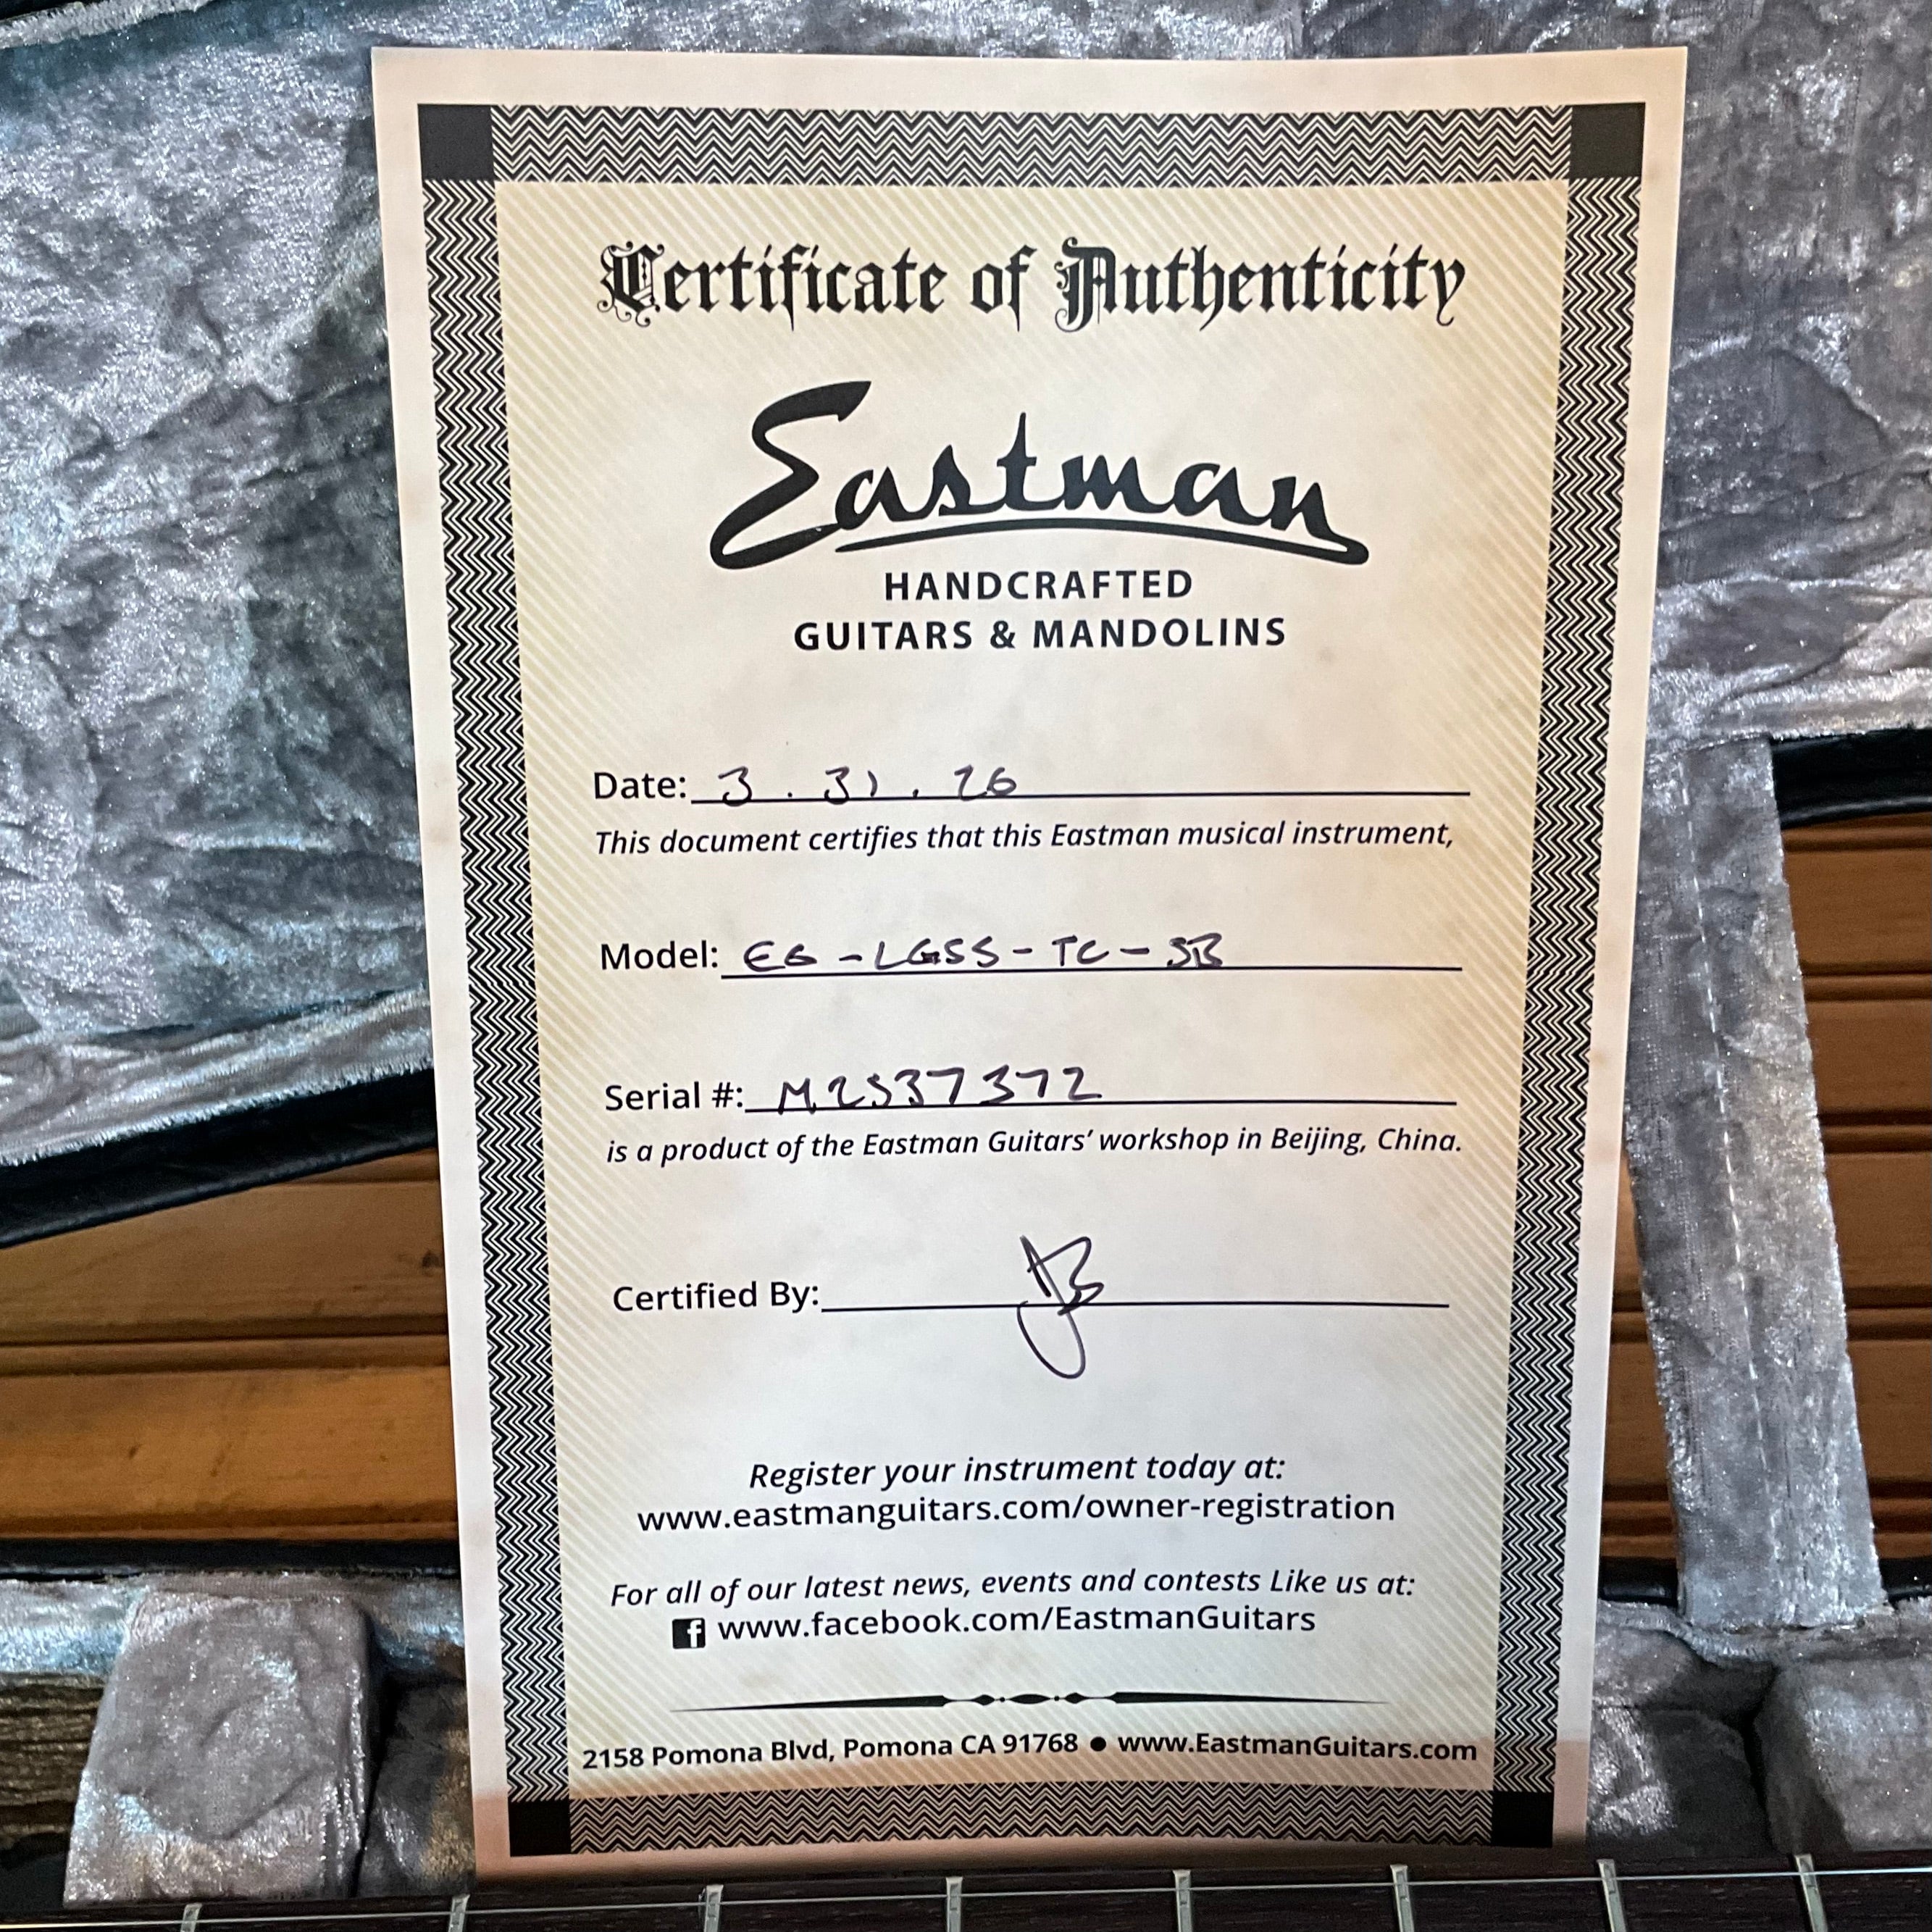 Certificate of Authenticity
Eastman
HANDCRAFTED
GUITARS & MANDOLINS
Date: 3.31.26
This document certifies that this Eastman musical instrument,
Model: E6-LGSS-TC-SB
Serial #: M2537372
is a product of the Eastman Guitars' workshop in Beijing, China.
Certified By:
Register your instrument today at:
www.eastmanguitars.com/owner-registration
For all of our latest news, events and contests Like us at:
f www.facebook.com/EastmanGuitars
2158 Pomona Blvd, Pomona CA 91768 ● www.EastmanGuitars.com